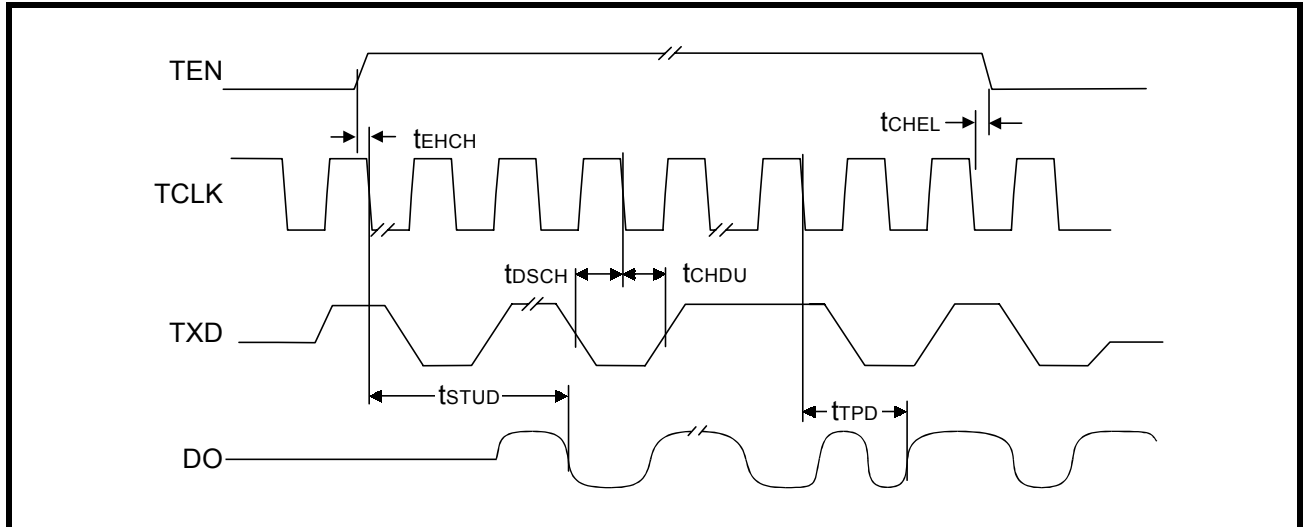 TEN
tCHEL
tEHCH
TCLK
tDSCH
tCHDU
TXD
tSTUD
tTPD
DO